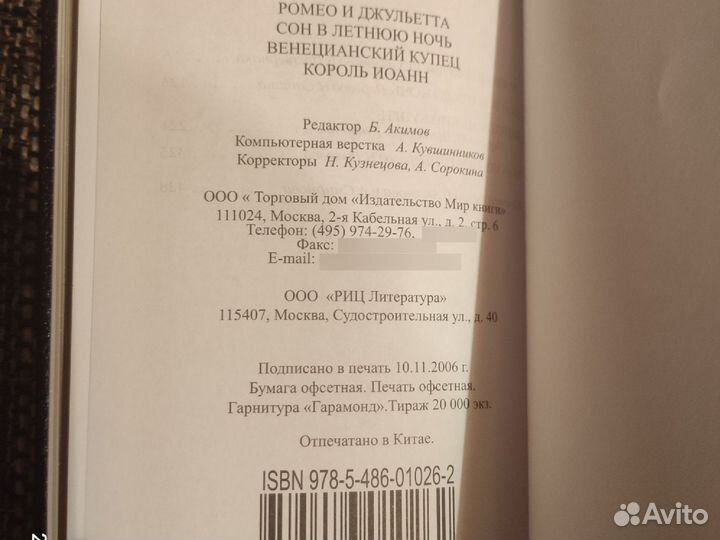 РОМЕО И ДЖУЛЬЕТТА
СОН В ЛЕТНЮЮ НОЧЬ
ВЕНЕЦИАНСКИЙ КУПЕЦ
КОРОЛЬ ИОАНН
Редактор Б. Акимов
Компьютерная верстка А. Кувшинников
Корректоры Н. Кузнецова, А. Сорокина
ООО « Торговый дом «Издательство Мир книги»
111024, Москва, 2-я Кабельная ул., д. 2, стр. 6
Телефон: (495) 974-29-76,
Факс:
E-mail:
ООО «РИЦ Литература»
115407, Москва, Судостроительная ул., д. 40
Подписано в печать 10.11.2006 г.
Бумага офсетная. Печать офсетная.
Гарнитура «Гарамонд».Тираж 20 000 экз.
Отпечатано в Китае.
ISBN 978-5-486-01026-2
Avito